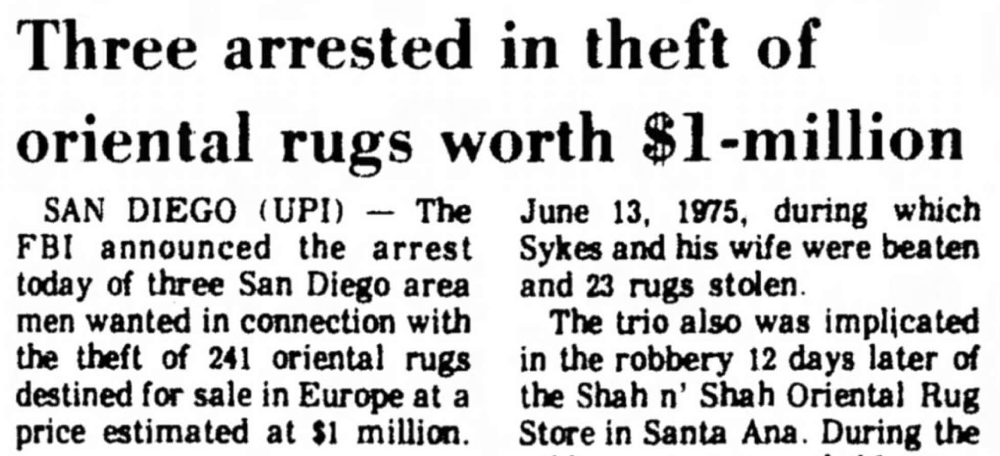 Three arrested in theft of
oriental rugs worth $1-million
SAN DIEGO (UPI) — The
FBI announced the arrest
today of three San Diego area
men wanted in connection with
the theft of 241 oriental rugs
destined for sale in Europe at a
price estimated at $1 million.
June 13, 1975, during which
Sykes and his wife were beaten
and 23 rugs stolen.
The trio also was implicated
in the robbery 12 days later of
the Shah n' Shah Oriental Rug
Store in Santa Ana. During the